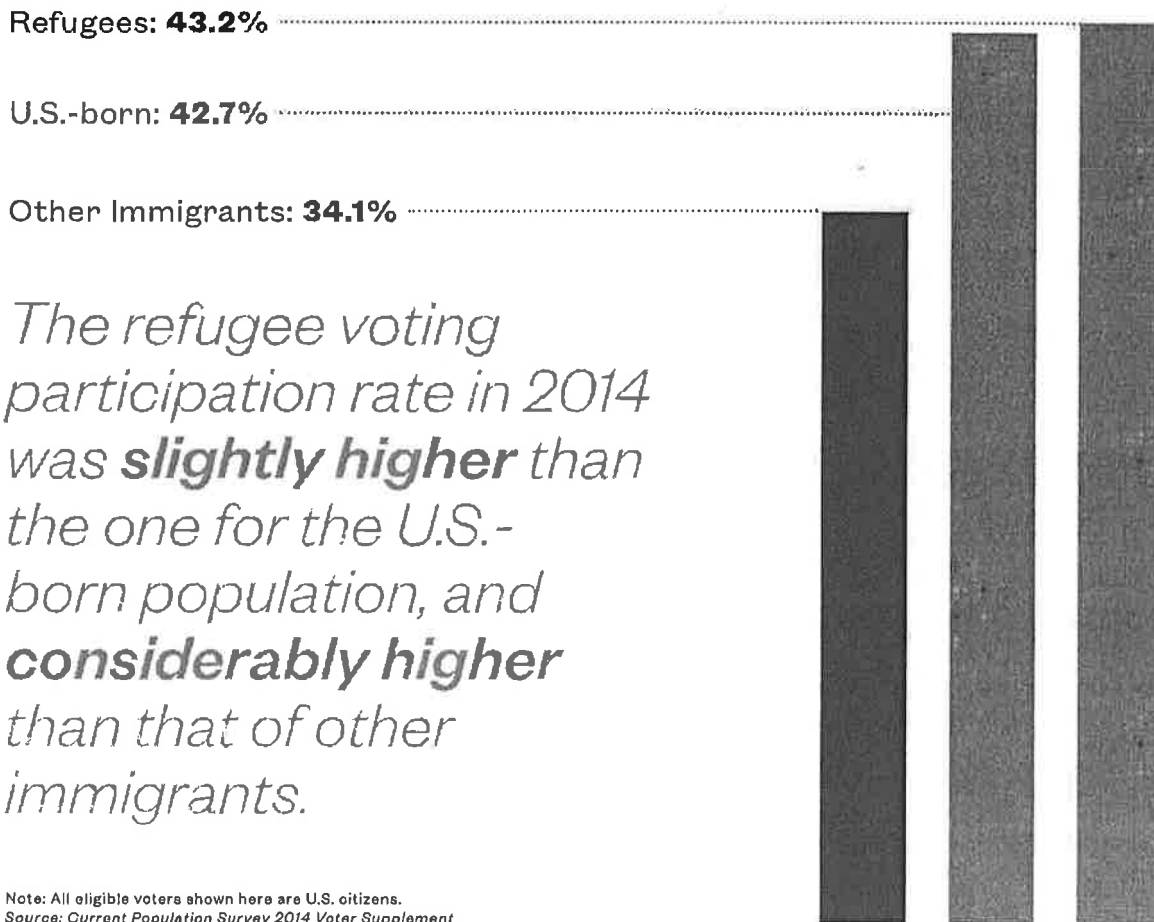 Refugees: 43.2%
U.S.-born: 42.7%
Other Immigrants: 34.1%
The refugee voting
participation rate in 2014
was slightly higher than
the one for the U.S.-
born population, and
considerably higher
than that of other
immigrants.
Note: All eligible voters shown here are U.S. citizens.
Source: Current Population Survey 2014 Voter Supplement